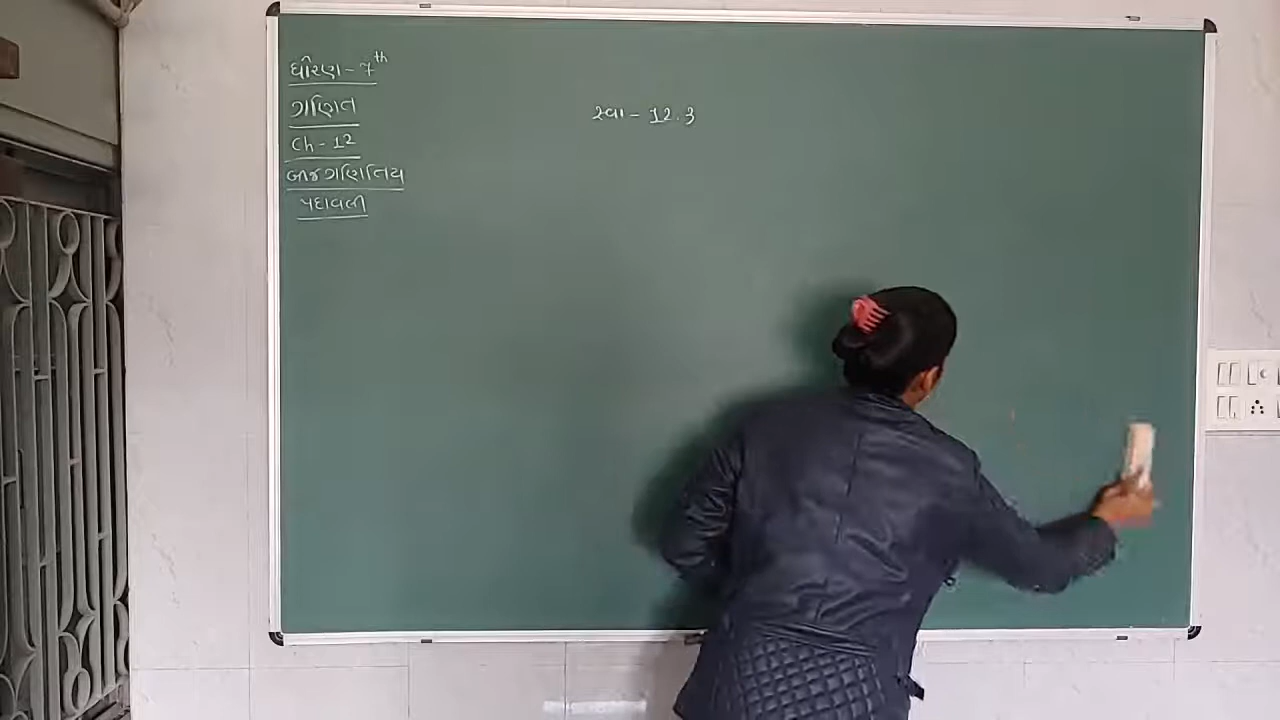 ધોરણ - 7th
ગણિત
Ch - 12
બીજગણિતિય
પદાવલી
સ્વા - 12.3